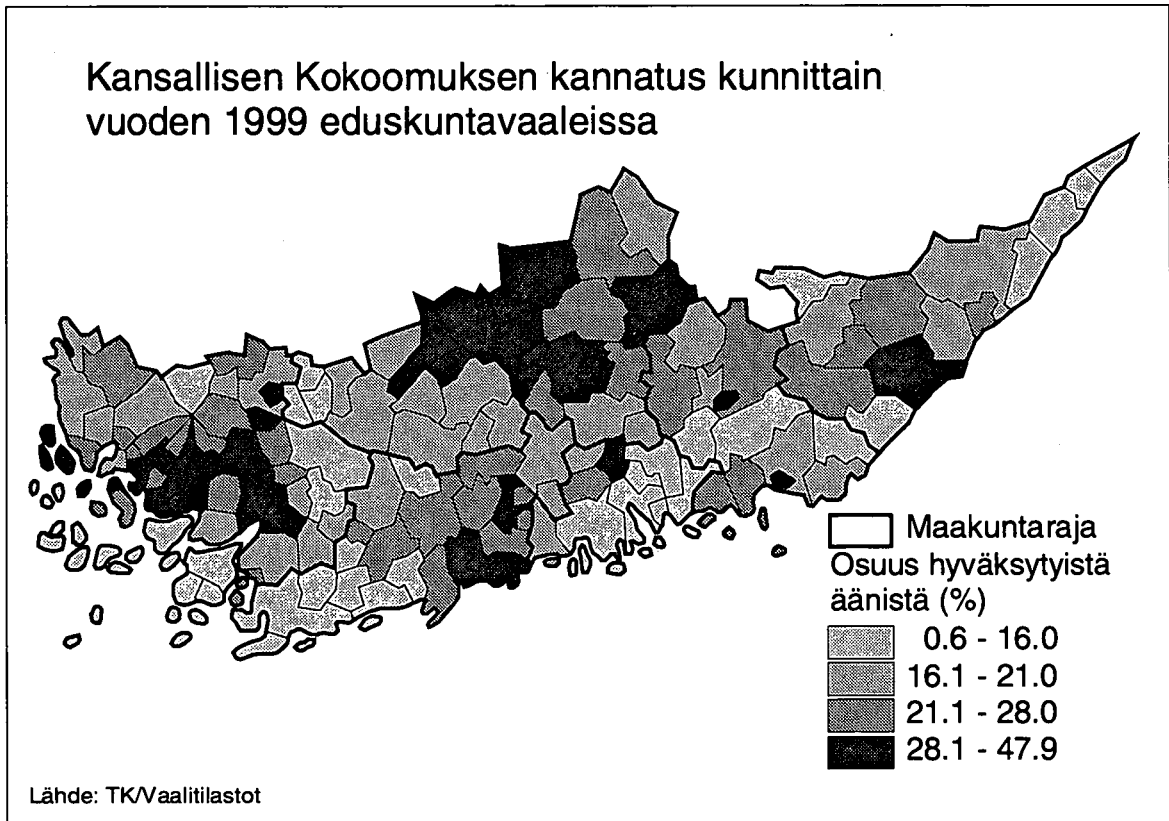 Kansallisen Kokoomuksen kannatus kunnittain
vuoden 1999 eduskuntavaaleissa
Maakuntaraja
Osuus hyväksytyistä
äänistä (%)
0.6 - 16.0
16.1 - 21.0
21.1 - 28.0
28.1 - 47.9
Lähde: TK/Vaalitilastot